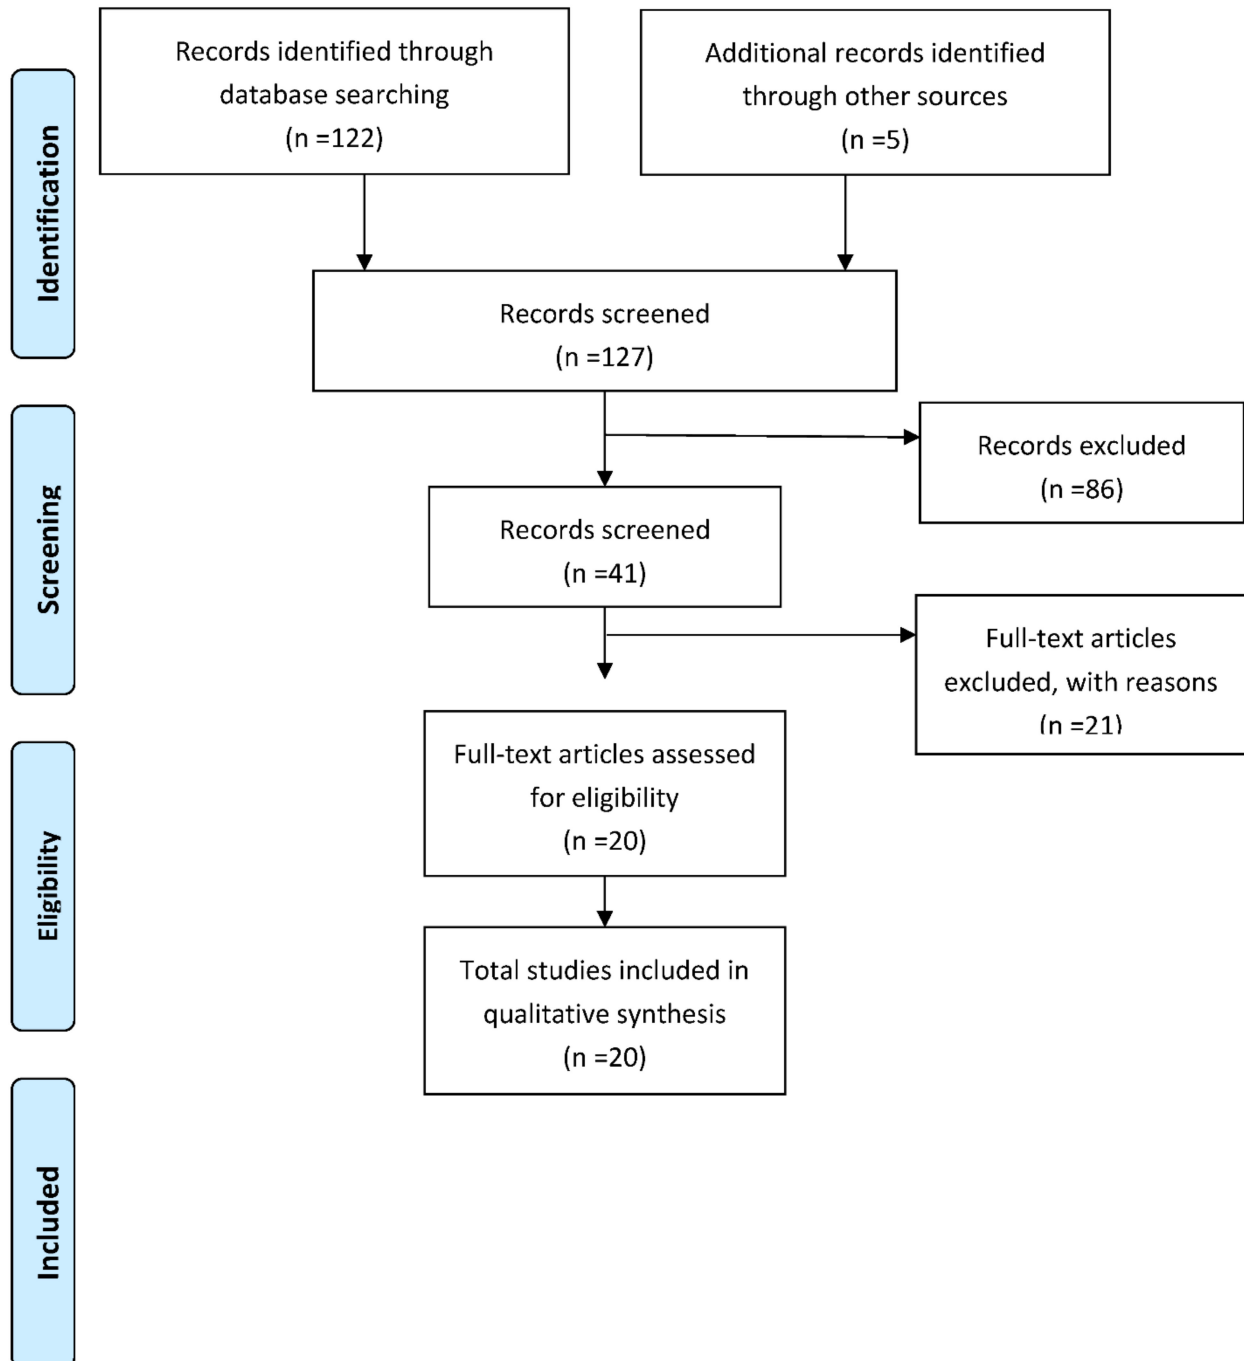 Records identified through
database searching
(n =122)
Additional records identified
through other sources
(n =5)
Identification
Records screened
(n =127)
Records excluded
(n =86)
Screening
Records screened
(n =41)
Full-text articles
excluded, with reasons
(n =21)
Full-text articles assessed
for eligibility
(n =20)
Eligibility
Total studies included in
qualitative synthesis
(n =20)
Included